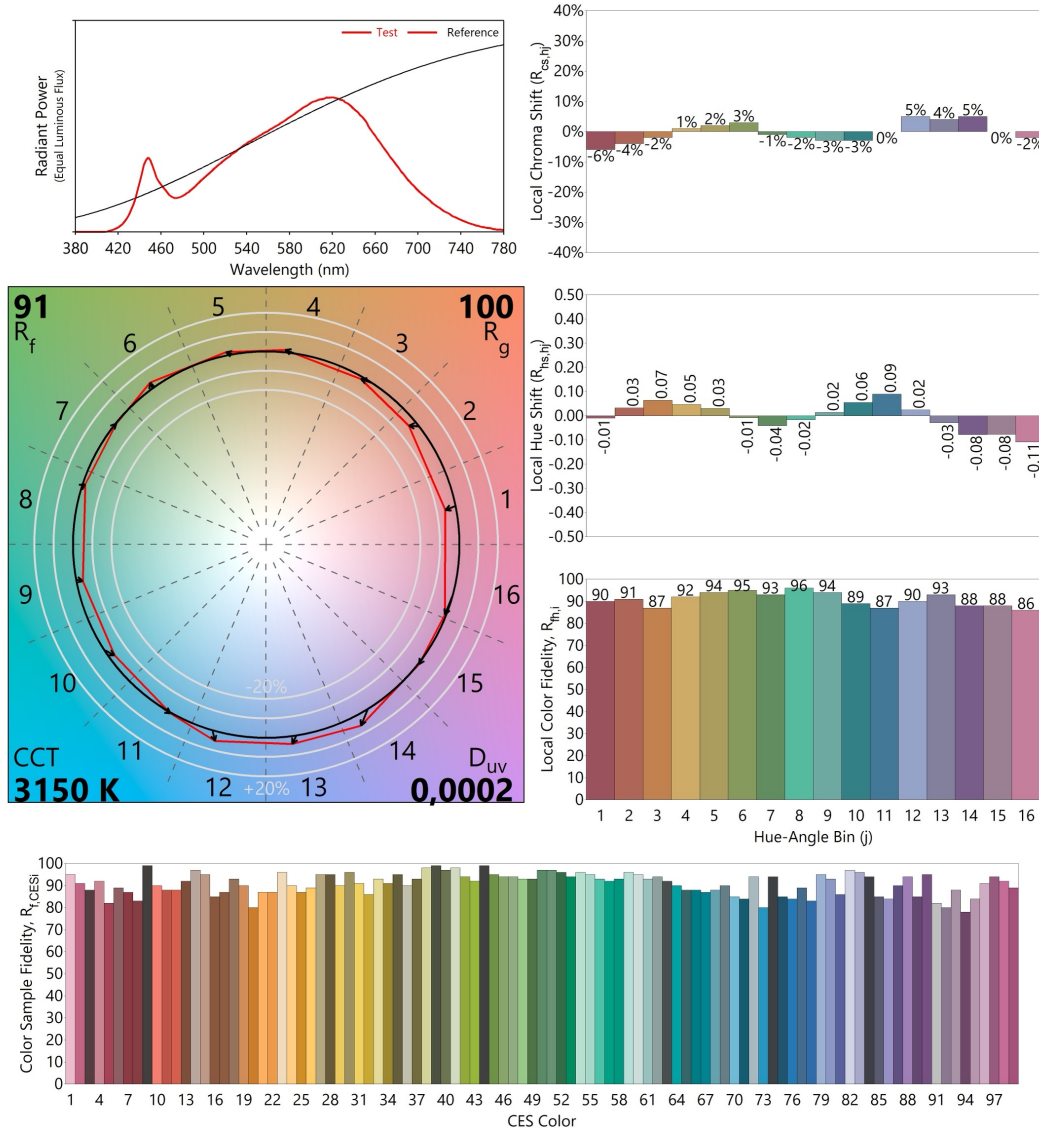 Test
Reference
Radiant Power
(Equal Luminous Flux)
380 420 460 500 540 580 620 660 700 740 780
Wavelength (nm)
40%
30%
20%
10%
0%
-10%
-20%
-30%
-40%
Local Chroma Shift (Rcs,hj)
-6% -4% -2% 1% 2% 3% -1% -2% -3% -3% 0% 5% 4% 5% 0% -2%
91
Rf
100
Rg
5 4
6 3
7 2
8 1
9 16
10 15
11 14
12 13
-20%
+20%
CCT
3150 K
Duv
0,0002
0.50
0.40
0.30
0.20
0.10
0.00
-0.10
-0.20
-0.30
-0.40
-0.50
Local Hue Shift (Rhs,hj)
-0.01 0.03 0.07 0.05 0.03 -0.01 -0.04 -0.02 0.02 0.06 0.09 0.02 -0.03 -0.08 -0.08 -0.11
100
90
80
70
60
50
40
30
20
10
0
Local Color Fidelity, Rfh,i
90 91 87 92 94 95 93 96 94 89 87 90 93 88 88 86
1 2 3 4 5 6 7 8 9 10 11 12 13 14 15 16
Hue-Angle Bin (j)
100
90
80
70
60
50
40
30
20
10
0
Color Sample Fidelity, Rf,CESi
1 4 7 10 13 16 19 22 25 28 31 34 37 40 43 46 49 52 55 58 61 64 67 70 73 76 79 82 85 88 91 94 97
CES Color